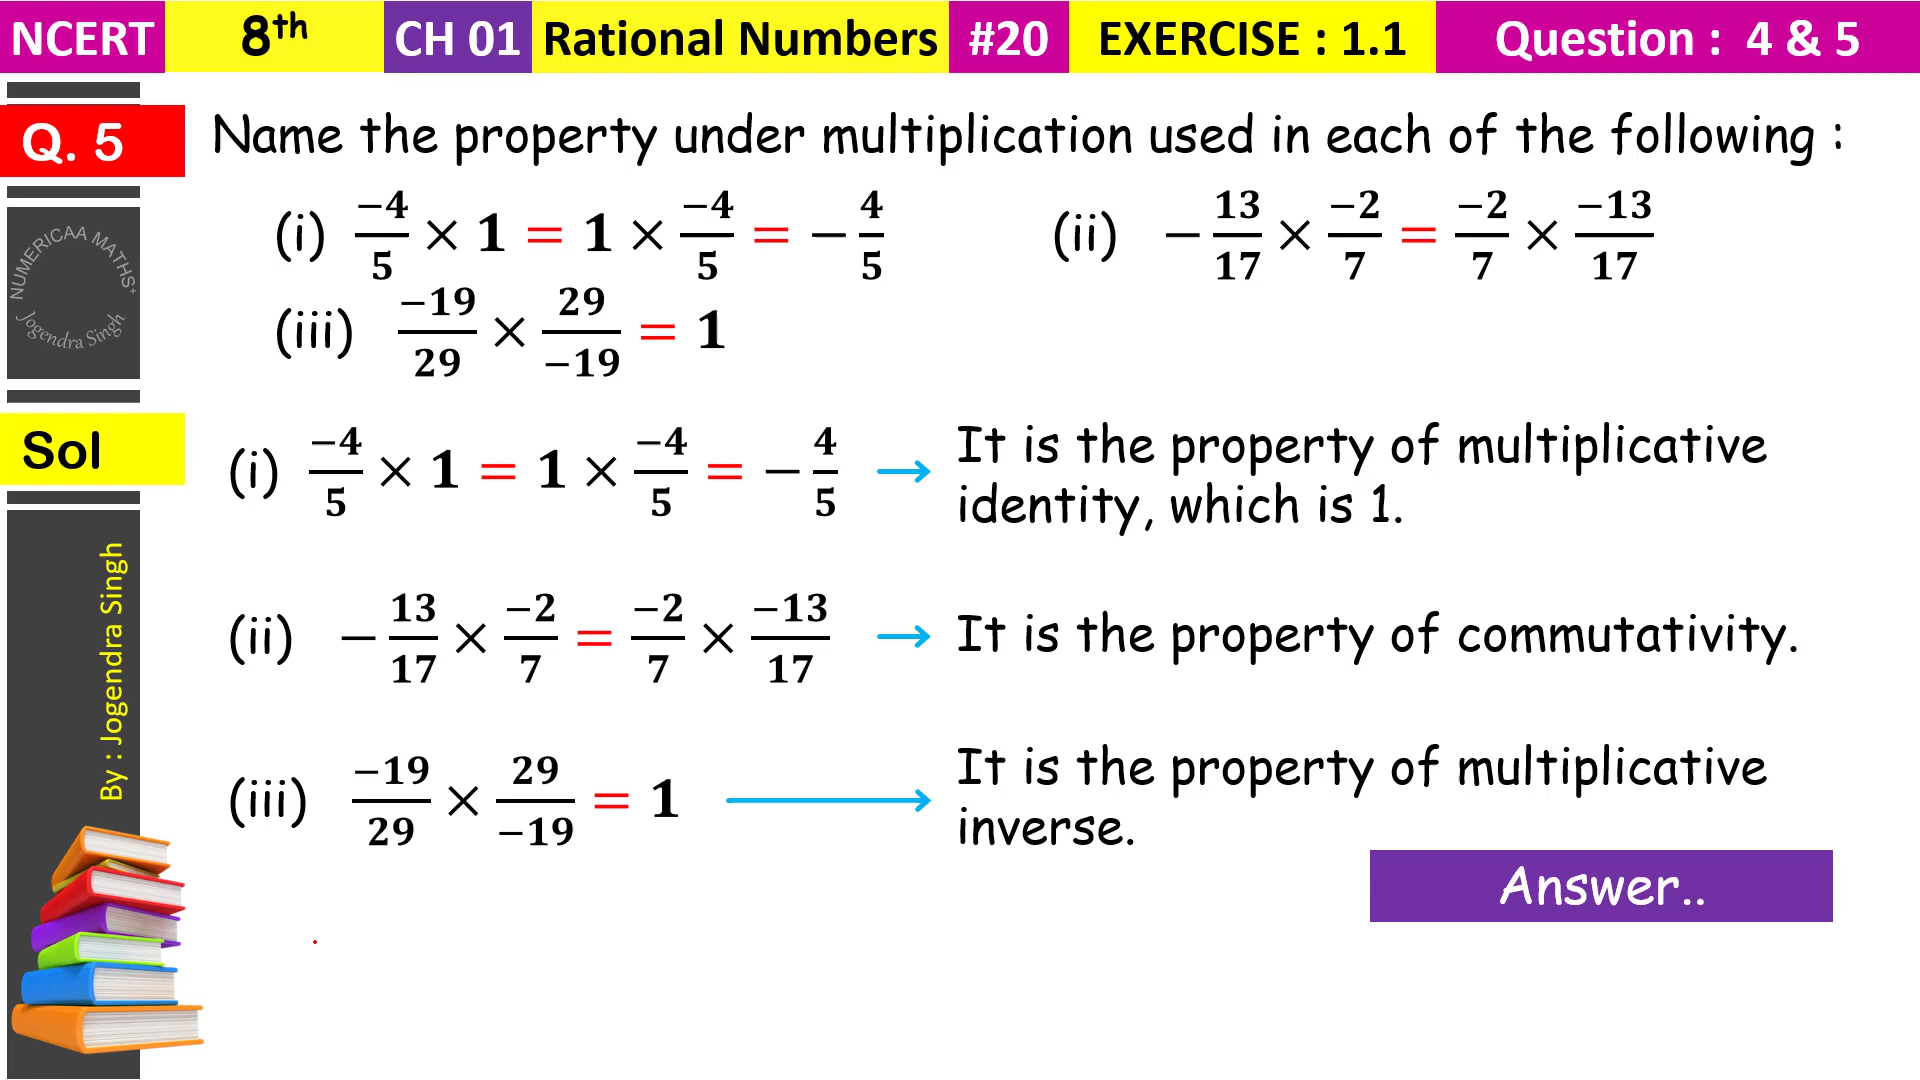 NCERT 8th CH 01 Rational Numbers #20 EXERCISE : 1.1 Question : 4 & 5
Q. 5 Name the property under multiplication used in each of the following :
(i) −4/5 × 1 = 1 × −4/5 = − 4/5 (ii) − 13/17 × −2/7 = −2/7 × −13/17
(iii) −19/29 × 29/−19 = 1
NUMERICAA MATHS+
Jogendra Singh
Sol
(i) −4/5 × 1 = 1 × −4/5 = − 4/5 → It is the property of multiplicative
identity, which is 1.
(ii) − 13/17 × −2/7 = −2/7 × −13/17 → It is the property of commutativity.
(iii) −19/29 × 29/−19 = 1 → It is the property of multiplicative
inverse.
By : Jogendra Singh
Answer..